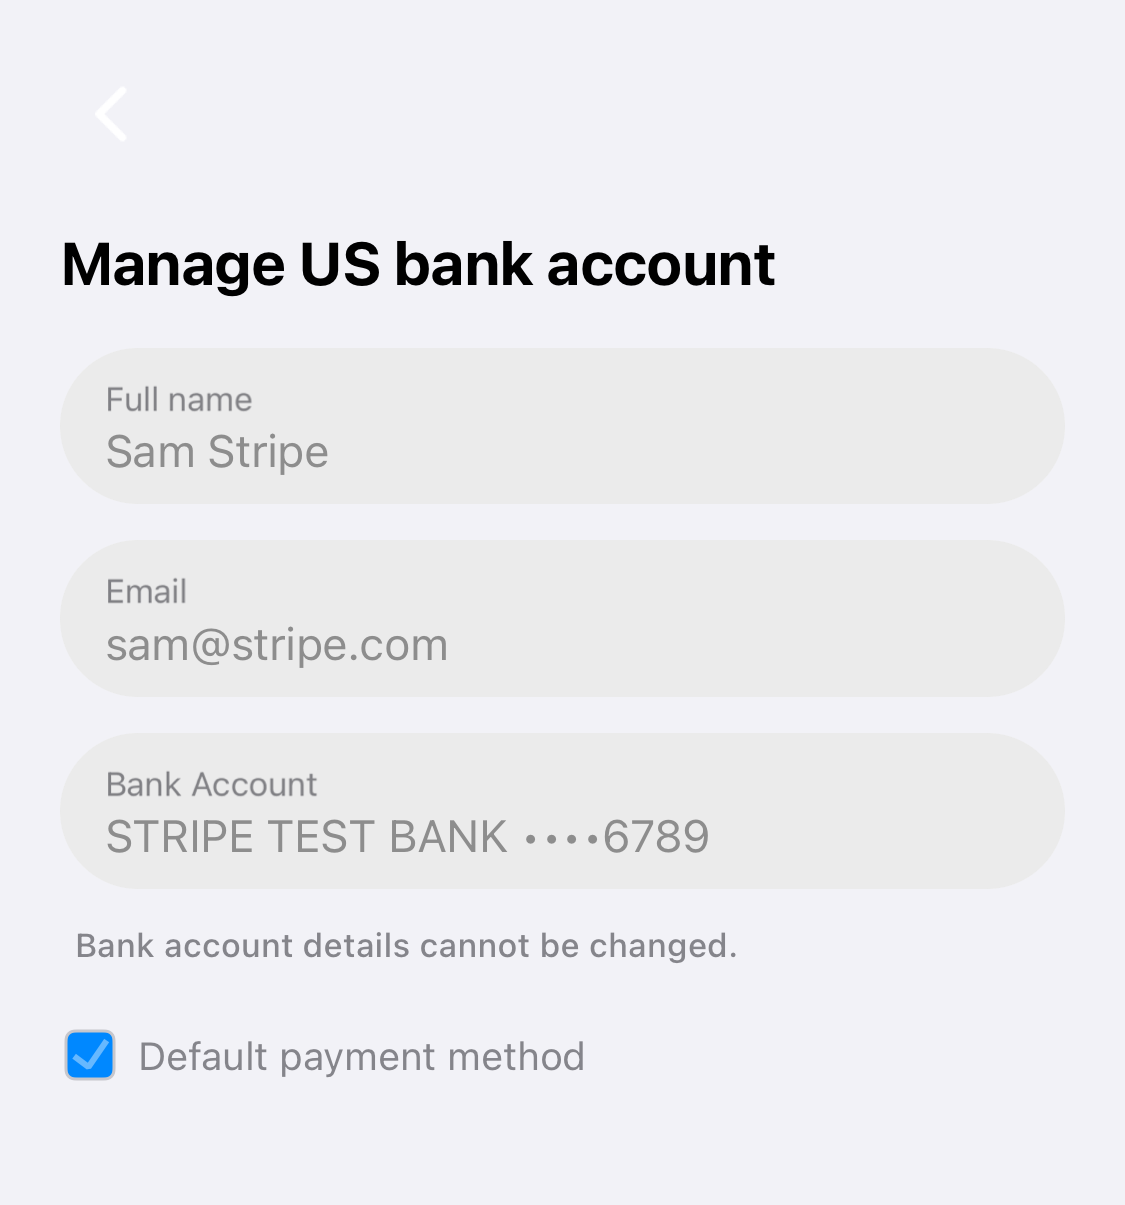 Manage US bank account
Full name
Sam Stripe
Email
sam@stripe.com
Bank Account
STRIPE TEST BANK ••••6789
Bank account details cannot be changed.
Default payment method